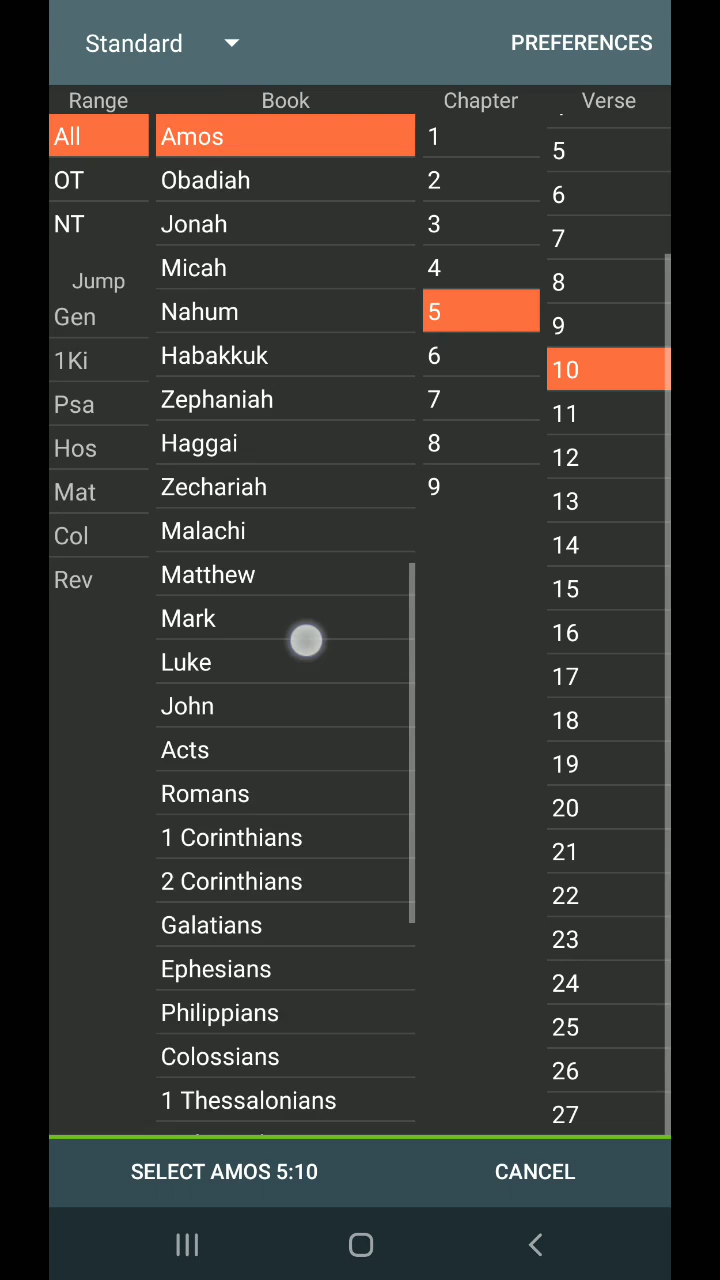 Standard
PREFERENCES
Range
Book
Chapter
Verse
All
OT
NT
Jump
Gen
1Ki
Psa
Hos
Mat
Col
Rev
Amos
Obadiah
Jonah
Micah
Nahum
Habakkuk
Zephaniah
Haggai
Zechariah
Malachi
Matthew
Mark
Luke
John
Acts
Romans
1 Corinthians
2 Corinthians
Galatians
Ephesians
Philippians
Colossians
1 Thessalonians
1
2
3
4
5
6
7
8
9
5
6
7
8
9
10
11
12
13
14
15
16
17
18
19
20
21
22
23
24
25
26
27
SELECT AMOS 5:10
CANCEL